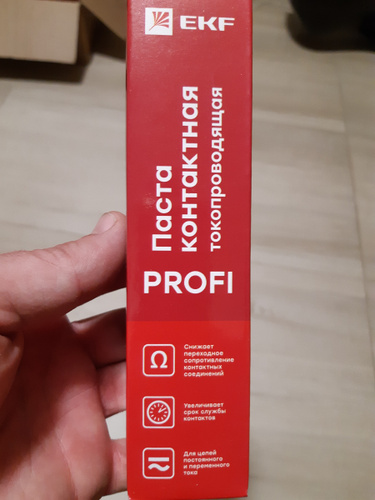 EKF
Паста
контактная
токопроводящая
PROFI
Ω
Снижает
переходное
сопротивление
контактных
соединений
Увеличивает
срок службы
контактов
Для цепей
постоянного
и переменного
тока